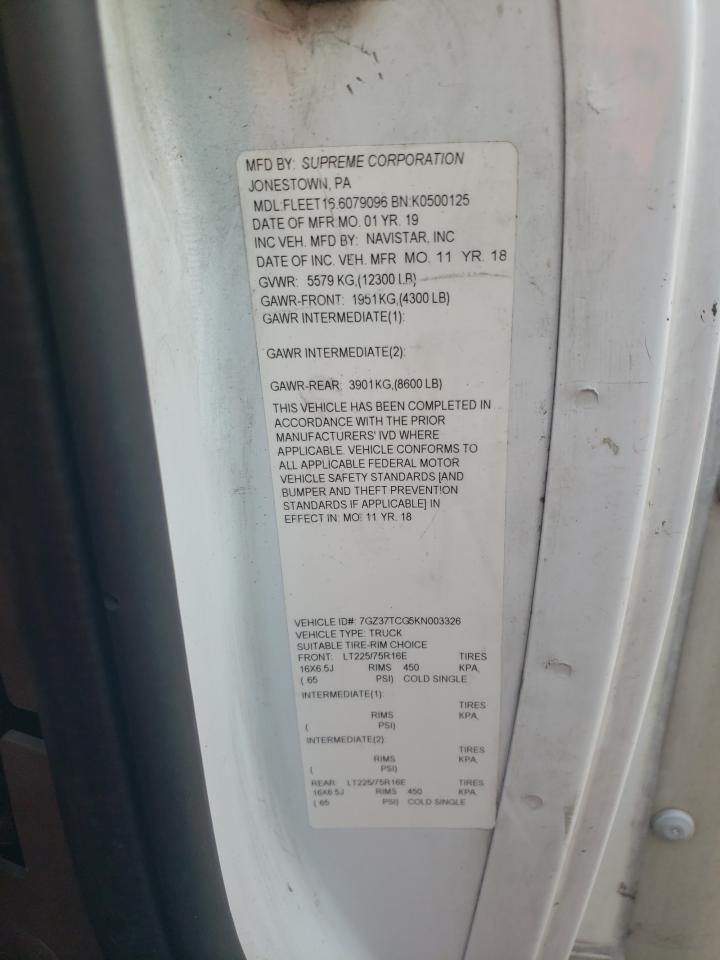 MFD BY: SUPREME CORPORATION
JONESTOWN, PA
MDL:FLEET16.6079096 BN:K0500125
DATE OF MFR:MO. 01 YR. 19
INC VEH. MFD BY: NAVISTAR, INC
DATE OF INC. VEH. MFR MO. 11 YR. 18
GVWR: 5579 KG,(12300 LB)
GAWR-FRONT: 1951KG,(4300 LB)
GAWR INTERMEDIATE(1):
GAWR INTERMEDIATE(2):
GAWR-REAR: 3901KG,(8600 LB)
THIS VEHICLE HAS BEEN COMPLETED IN
ACCORDANCE WITH THE PRIOR
MANUFACTURERS' IVD WHERE
APPLICABLE. VEHICLE CONFORMS TO
ALL APPLICABLE FEDERAL MOTOR
VEHICLE SAFETY STANDARDS [AND
BUMPER AND THEFT PREVENTION
STANDARDS IF APPLICABLE] IN
EFFECT IN: MO: 11 YR. 18
VEHICLE ID#: 7GZ37TCG5KN003326
VEHICLE TYPE: TRUCK
SUITABLE TIRE-RIM CHOICE
FRONT: LT225/75R16E TIRES
16X6.5J RIMS 450 KPA,
( 65 PSI) COLD SINGLE
INTERMEDIATE(1):
TIRES
RIMS KPA,
( PSI)
INTERMEDIATE(2):
TIRES
RIMS KPA,
( PSI)
REAR: LT225/75R16E TIRES
16X6.5J RIMS 450 KPA,
( 65 PSI) COLD SINGLE